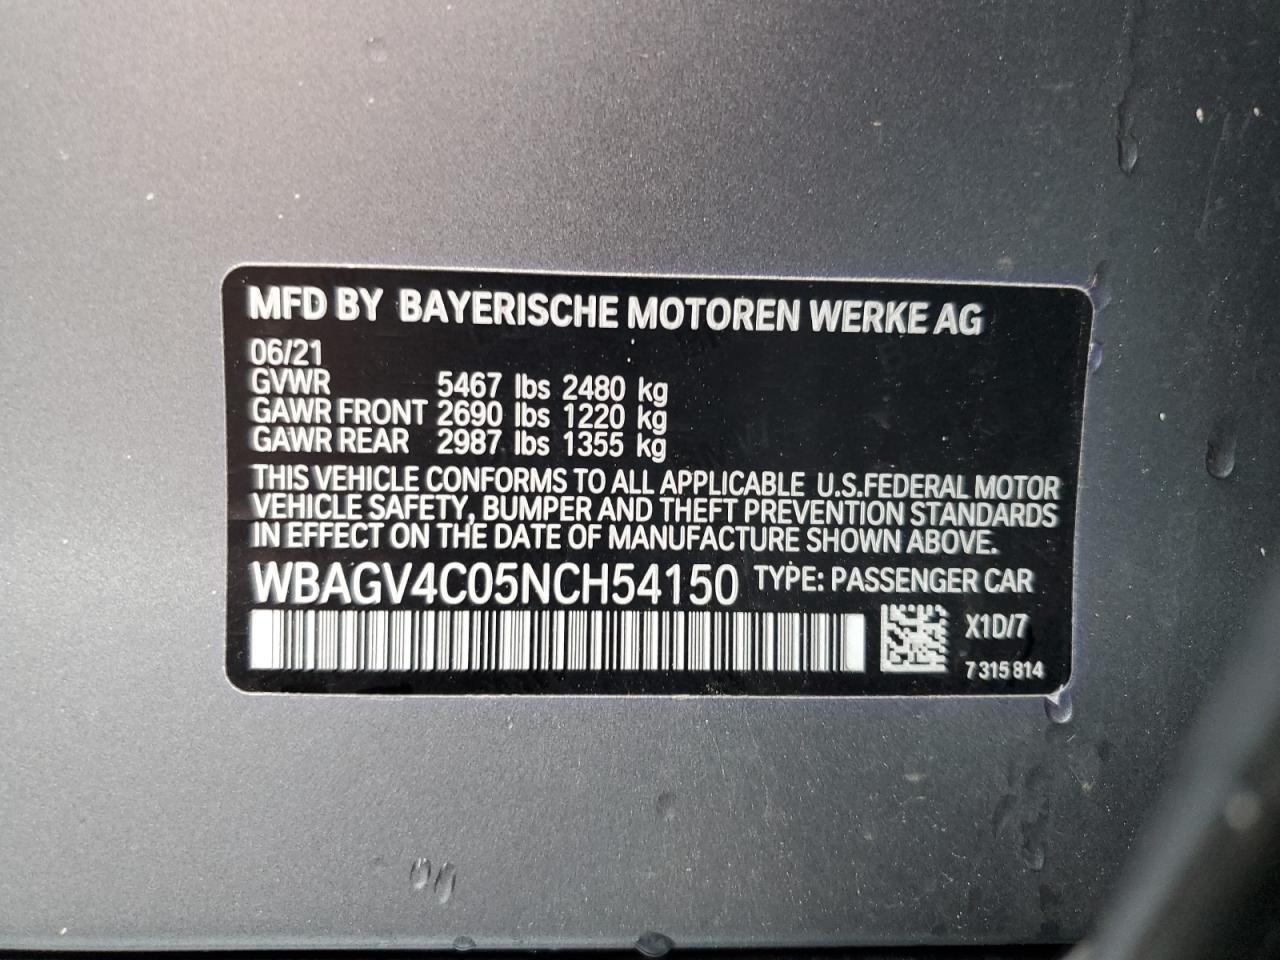 MFD BY BAYERISCHE MOTOREN WERKE AG
06/21
GVWR 5467 lbs 2480 kg
GAWR FRONT 2690 lbs 1220 kg
GAWR REAR 2987 lbs 1355 kg
THIS VEHICLE CONFORMS TO ALL APPLICABLE U.S.FEDERAL MOTOR
VEHICLE SAFETY, BUMPER AND THEFT PREVENTION STANDARDS
IN EFFECT ON THE DATE OF MANUFACTURE SHOWN ABOVE.
WBAGV4C05NCH54150 TYPE: PASSENGER CAR
X1D/7
7 315 814